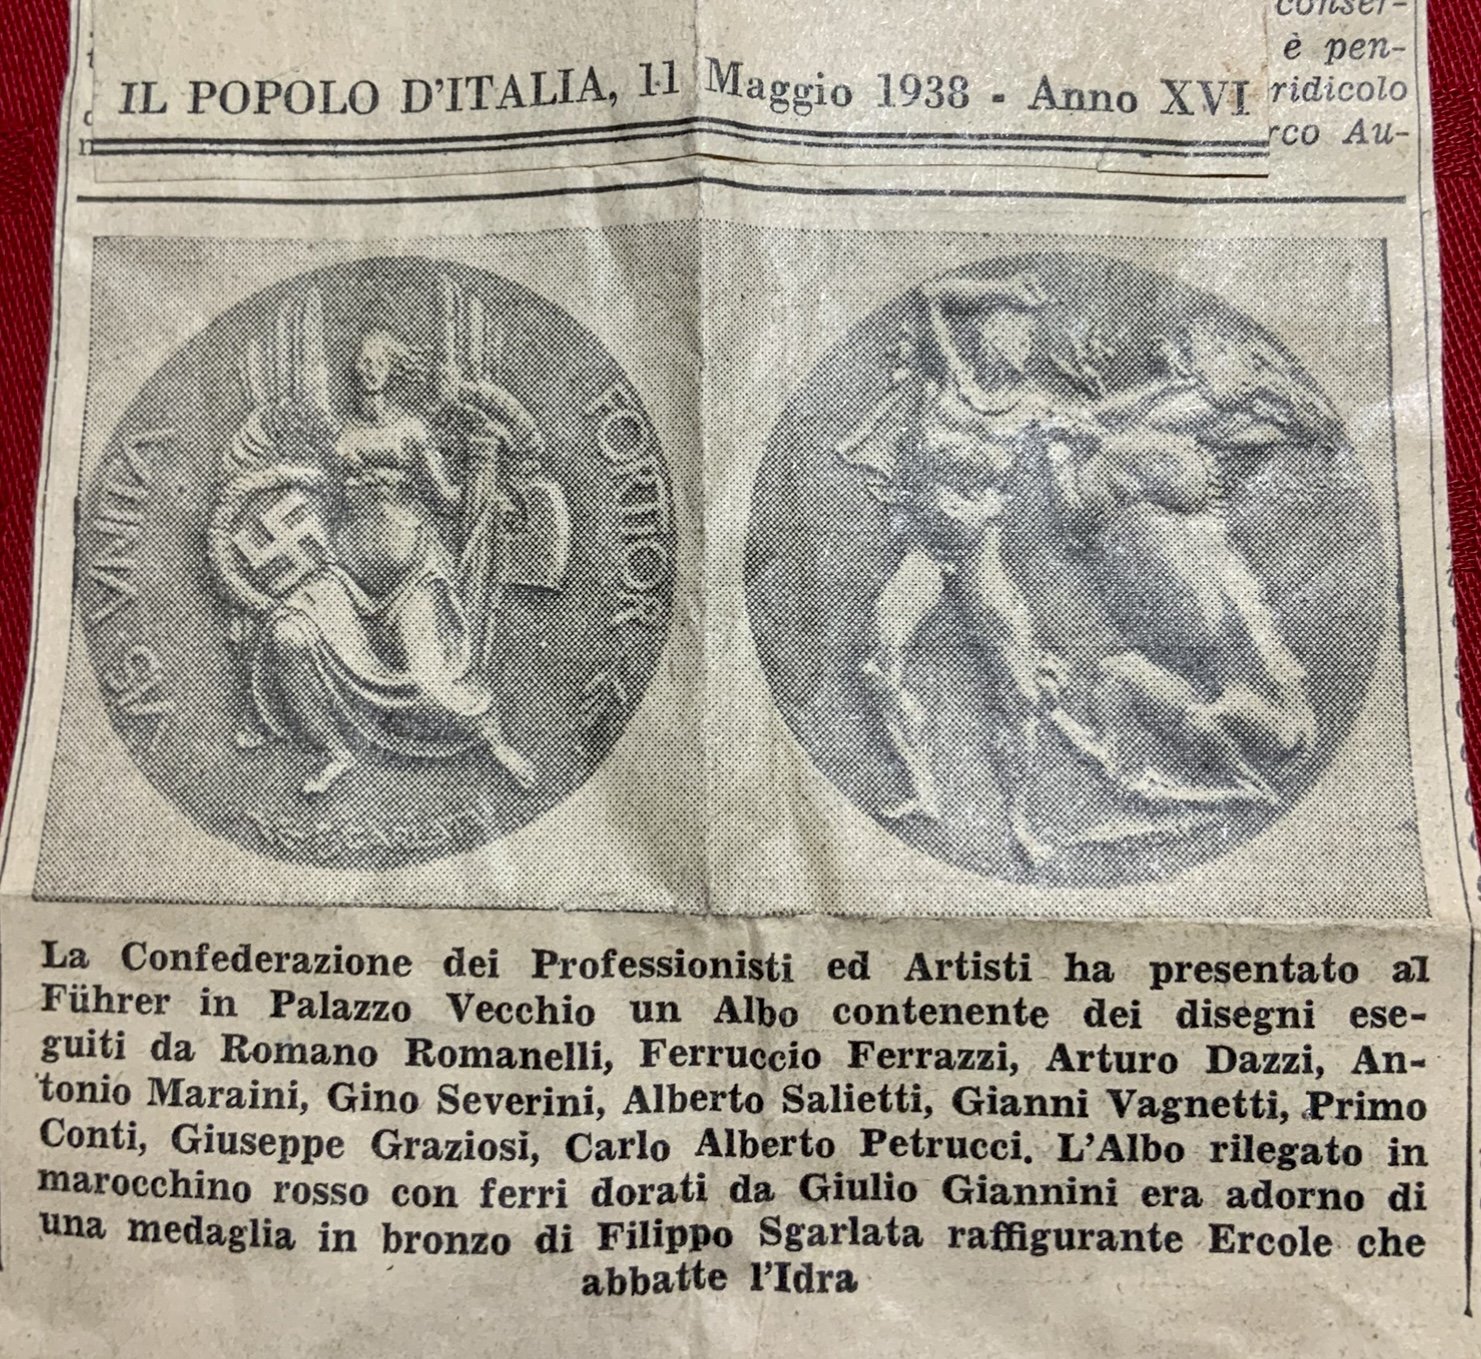 conser-
è pen-
ridicolo
rco Au-
IL POPOLO D'ITALIA, 11 Maggio 1938 - Anno XVI
VIS VNITA
FORTIOR
La Confederazione dei Professionisti ed Artisti ha presentato al
Führer in Palazzo Vecchio un Albo contenente dei disegni ese-
guiti da Romano Romanelli, Ferruccio Ferrazzi, Arturo Dazzi, An-
tonio Maraini, Gino Severini, Alberto Salietti, Gianni Vagnetti, Primo
Conti, Giuseppe Graziosi, Carlo Alberto Petrucci. L'Albo rilegato in
marocchino rosso con ferri dorati da Giulio Giannini era adorno di
una medaglia in bronzo di Filippo Sgarlata raffigurante Ercole che
abbatte l'Idra